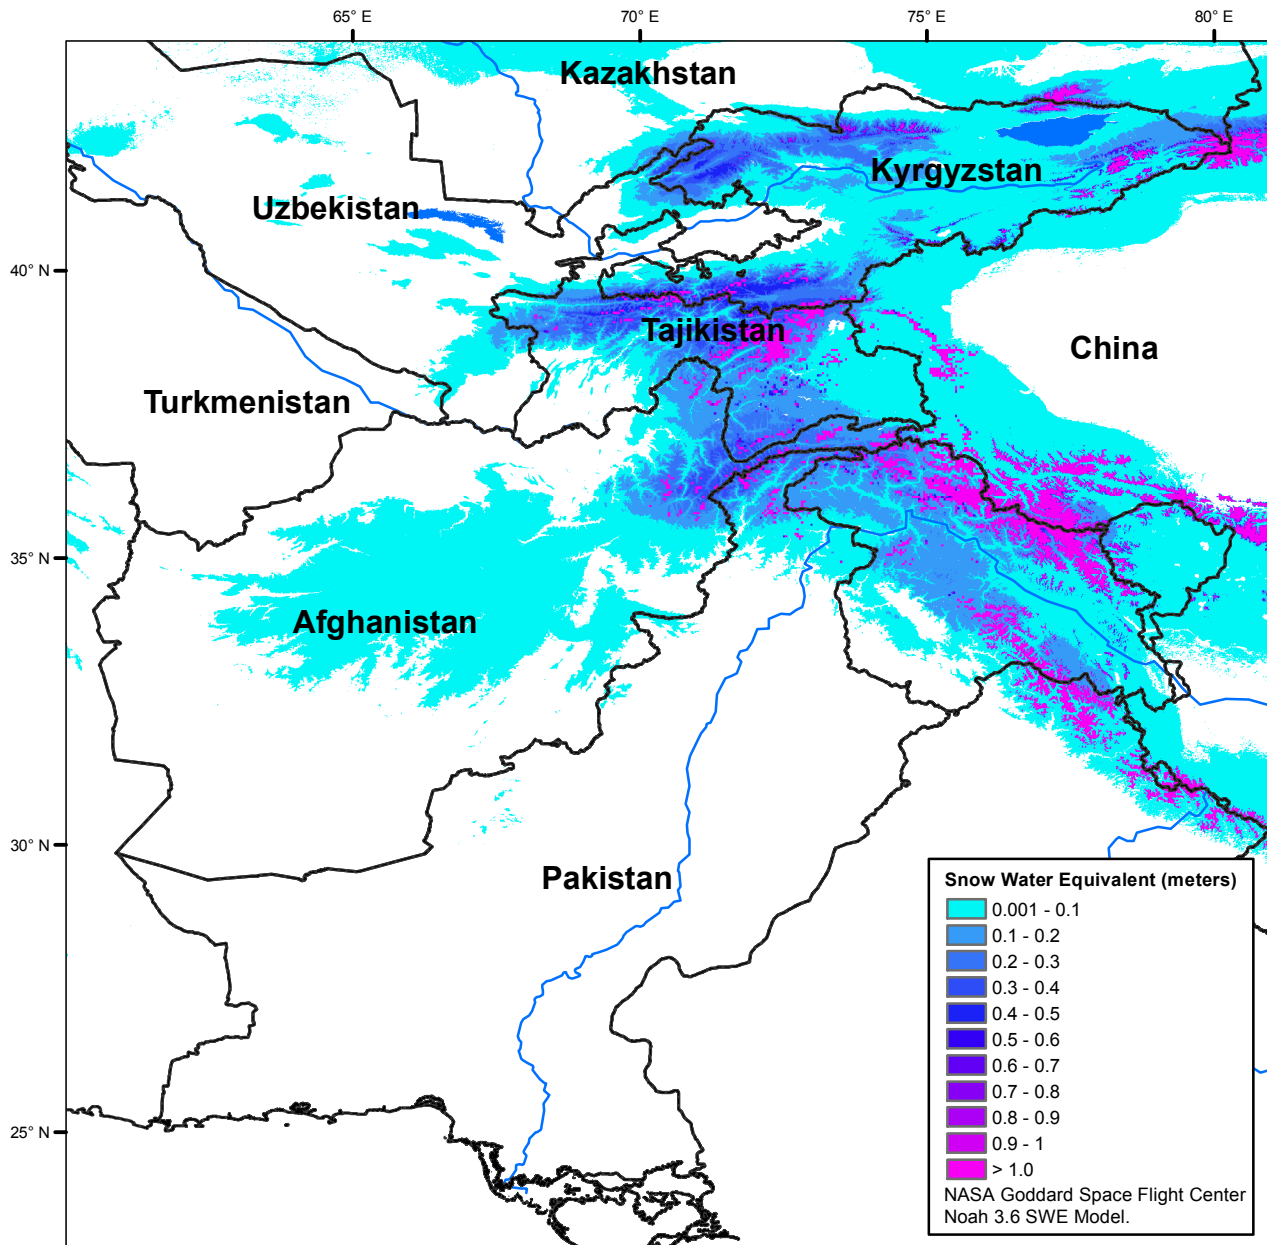 65° E
70° E
75° E
80° E
Kazakhstan
Kyrgyzstan
Uzbekistan
40° N
Tajikistan
China
Turkmenistan
35° N
Afghanistan
30° N
Pakistan
25° N
Snow Water Equivalent (meters)
0.001 - 0.1
0.1 - 0.2
0.2 - 0.3
0.3 - 0.4
0.4 - 0.5
0.5 - 0.6
0.6 - 0.7
0.7 - 0.8
0.8 - 0.9
0.9 - 1
> 1.0
NASA Goddard Space Flight Center
Noah 3.6 SWE Model.